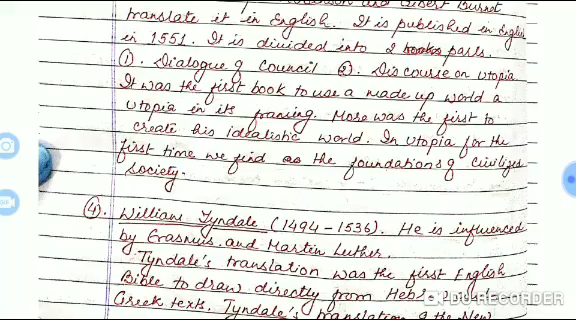 and Gilbert Burnet
translate it in English. It is published in English
in 1551. It is divided into 2 books parts.
①. Dialogue of Council ②. Discourse on utopia
It was the first book to use a made up world a
utopia in its framing. More was the first to
create his idealistic world. In utopia for the
first time we find as the foundations of civilized
society.
④. William Tyndale (1494 - 1536). He is influenced
by Erasmus and Martin Luther.
Tyndale's translation was the first English
Bible to draw directly from
Greek texts. Tyndale's translation of the New
DU RECORDER